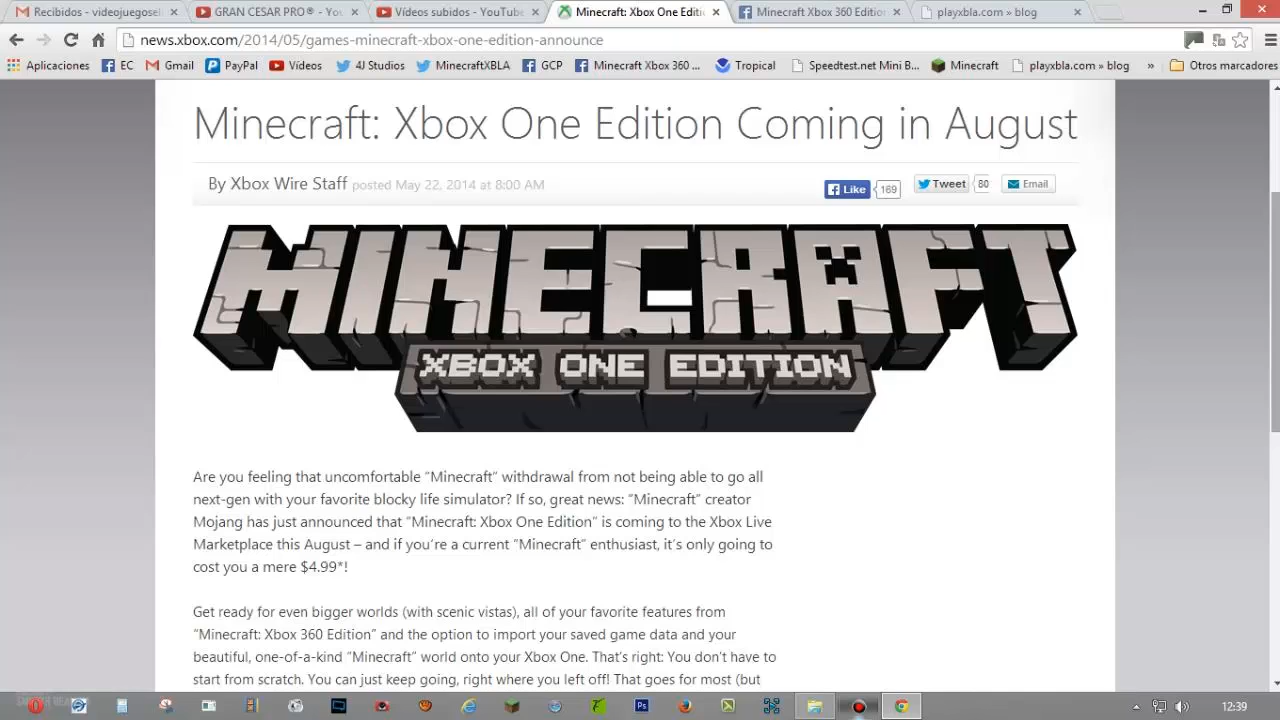 Recibidos - videojuegosel
GRAN CESAR PRO® - Yo
Vídeos subidos - YouTube
Minecraft: Xbox One Editi
Minecraft Xbox 360 Edition
playxbla.com » blog
news.xbox.com/2014/05/games-minecraft-xbox-one-edition-announce
Aplicaciones EC Gmail PayPal Vídeos 4J Studios MinecraftXBLA GCP Minecraft Xbox 360 ... Tropical Speedtest.net Mini B... Minecraft playxbla.com » blog » Otros marcadores
Minecraft: Xbox One Edition Coming in August
By Xbox Wire Staff posted May 22, 2014 at 8:00 AM
Like 169 Tweet 80 Email
MINECRAFT
XBOX ONE EDITION
Are you feeling that uncomfortable “Minecraft” withdrawal from not being able to go all
next-gen with your favorite blocky life simulator? If so, great news: “Minecraft” creator
Mojang has just announced that “Minecraft: Xbox One Edition” is coming to the Xbox Live
Marketplace this August – and if you’re a current “Minecraft” enthusiast, it’s only going to
cost you a mere $4.99*!
Get ready for even bigger worlds (with scenic vistas), all of your favorite features from
“Minecraft: Xbox 360 Edition” and the option to import your saved game data and your
beautiful, one-of-a-kind “Minecraft” world onto your Xbox One. That’s right: You don’t have to
start from scratch. You can just keep going, right where you left off! That goes for most (but
Ps
12:39